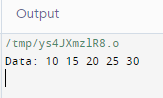 Output
/tmp/ys4JXmzlR8.o
Data: 10 15 20 25 30